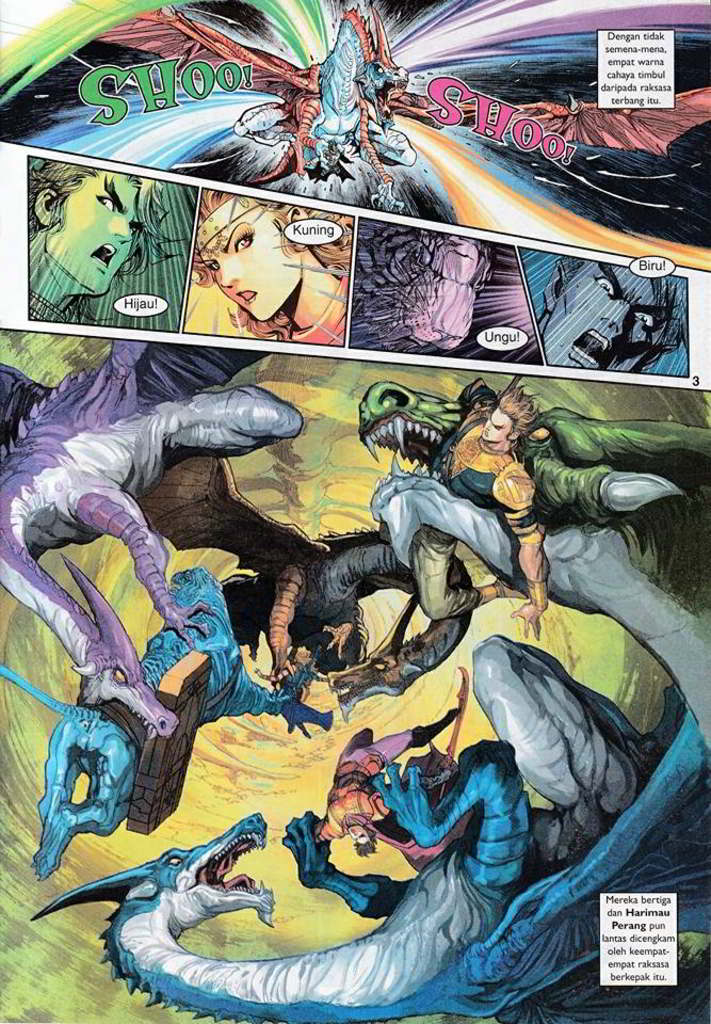 Dengan tidak
semena-mena,
empat warna
cahaya timbul
daripada raksasa
terbang itu.
SHOO!
SHOO!
Hijau!
Kuning
Ungu!
Biru!
3
Mereka bertiga
dan Harimau
Perang pun
lantas dicengkam
oleh keempat-
empat raksasa
berkepak itu.